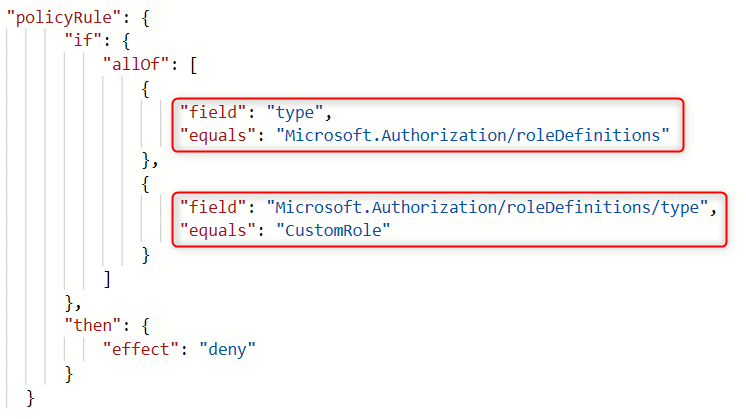 "policyRule": {
"if": {
"allOf": [
{
"field": "type",
"equals": "Microsoft.Authorization/roleDefinitions"
},
{
"field": "Microsoft.Authorization/roleDefinitions/type",
"equals": "CustomRole"
}
]
},
"then": {
"effect": "deny"
}
}